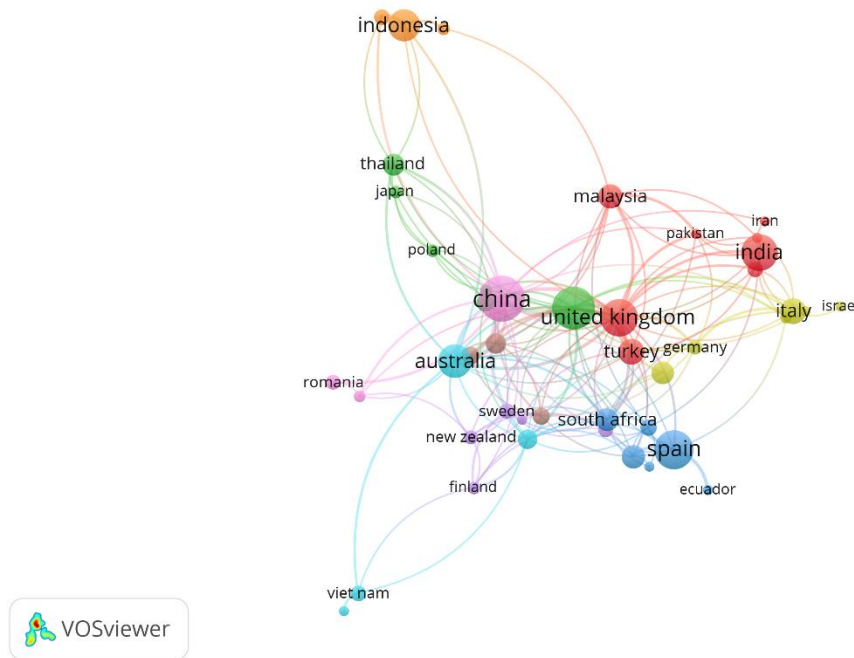 indonesia
thailand
japan
malaysia
iran
pakistan
poland
india
china
united kingdom
italy
israe
australia
turkey
germany
romania
sweden
south africa
new zealand
spain
finland
ecuador
viet nam
VOSviewer